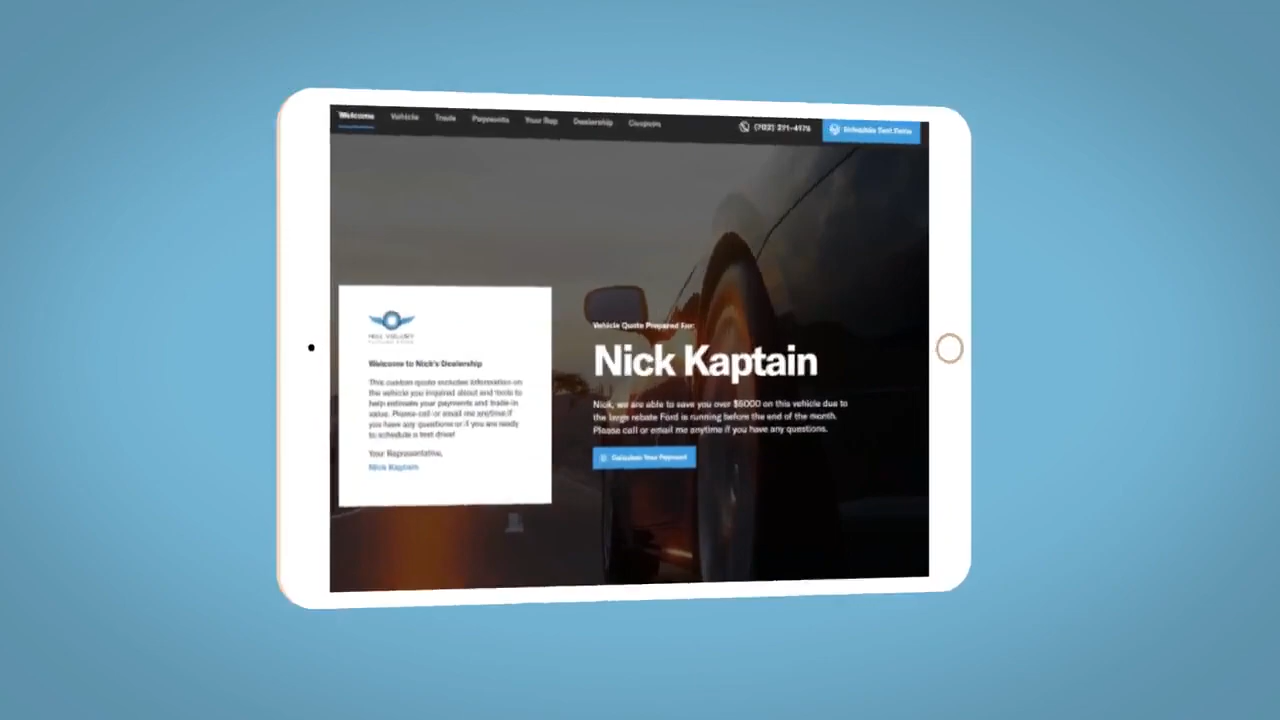 Welcome
Vehicle
Trade
Payments
Your Rep
Dealership
Coupons
(702) 291-4178
Schedule Test Drive
Welcome to Nick's Dealership
This custom quote includes information on
the vehicle you inquired about and tools to
help estimate your payments and trade-in
value. Please call or email me anytime if
you have any questions or if you are ready
to schedule a test drive!
Your Representative,
Nick Kaptain
Vehicle Quote Prepared For:
Nick Kaptain
Nick, we are able to save you over $6000 on this vehicle due to
the large rebate Ford is running before the end of the month.
Please call or email me anytime if you have any questions.
Calculate Your Payment